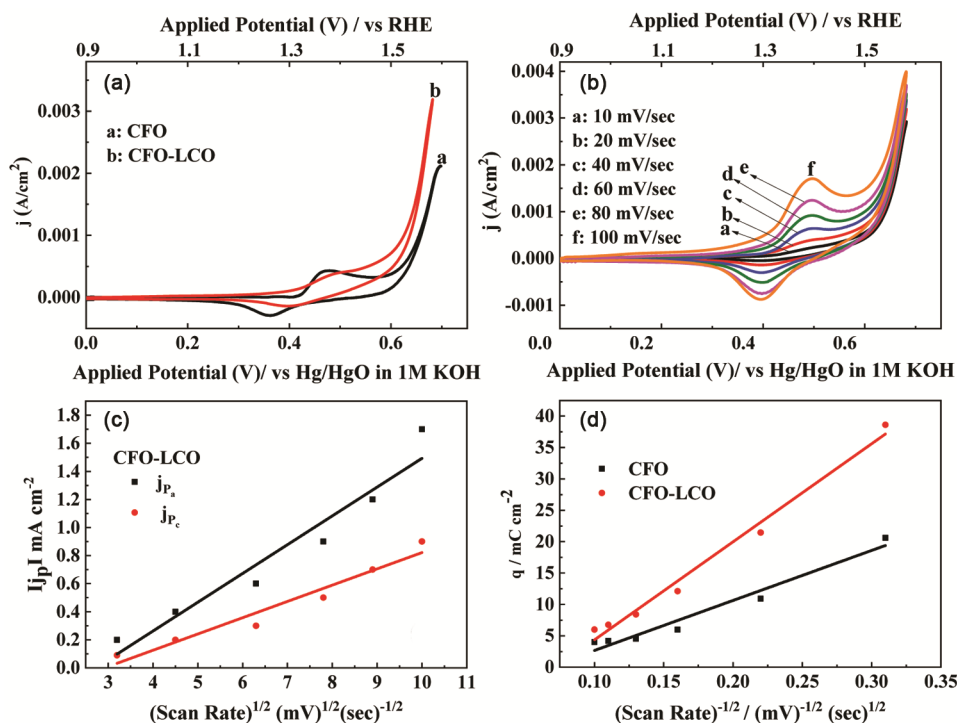 Applied Potential (V) / vs RHE
0.9 1.1 1.3 1.5
(a)
a: CFO
b: CFO-LCO
b
a
j (A/cm²)
0.003
0.002
0.001
0.000
0.0 0.2 0.4 0.6
Applied Potential (V)/ vs Hg/HgO in 1M KOH
Applied Potential (V) / vs RHE
0.9 1.1 1.3 1.5
(b)
a: 10 mV/sec
b: 20 mV/sec
c: 40 mV/sec
d: 60 mV/sec
e: 80 mV/sec
f: 100 mV/sec
e
d
c
b
a
f
j (A/cm²)
0.004
0.003
0.002
0.001
0.000
-0.001
0.0 0.2 0.4 0.6
Applied Potential (V)/ vs Hg/HgO in 1M KOH
(c)
CFO-LCO
jPa
jPc
IjpI mA cm⁻²
1.8
1.6
1.4
1.2
1.0
0.8
0.6
0.4
0.2
0.0
3 4 5 6 7 8 9 10 11
(Scan Rate)^1/2 (mV)^1/2(sec)^-1/2
(d)
CFO
CFO-LCO
q / mC cm⁻²
40
35
30
25
20
15
10
5
0
0.10 0.15 0.20 0.25 0.30 0.35
(Scan Rate)^-1/2 / (mV)^-1/2 (sec)^1/2